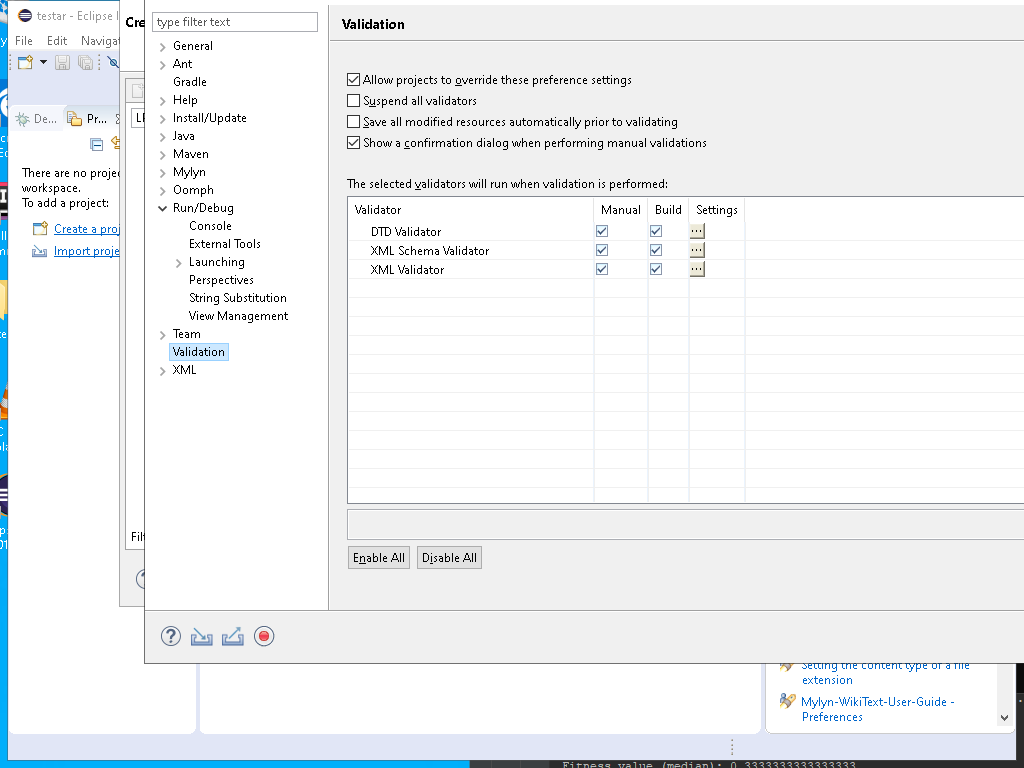 testar - Eclipse I
File Edit Navigat
De...
Pr...
There are no proje
workspace.
To add a project:
Create a proj
Import proje
Cre
Filt
type filter text
General
Ant
Gradle
Help
Install/Update
Java
Maven
Mylyn
Oomph
Run/Debug
Console
External Tools
Launching
Perspectives
String Substitution
View Management
Team
Validation
XML
Validation
Allow projects to override these preference settings
Suspend all validators
Save all modified resources automatically prior to validating
Show a confirmation dialog when performing manual validations
The selected validators will run when validation is performed:
Validator Manual Build Settings
DTD Validator ...
XML Schema Validator ...
XML Validator ...
Enable All Disable All
Setting the content type of a file
extension
Mylyn-WikiText-User-Guide -
Preferences
Fitness value (median): 0.3333333333333333